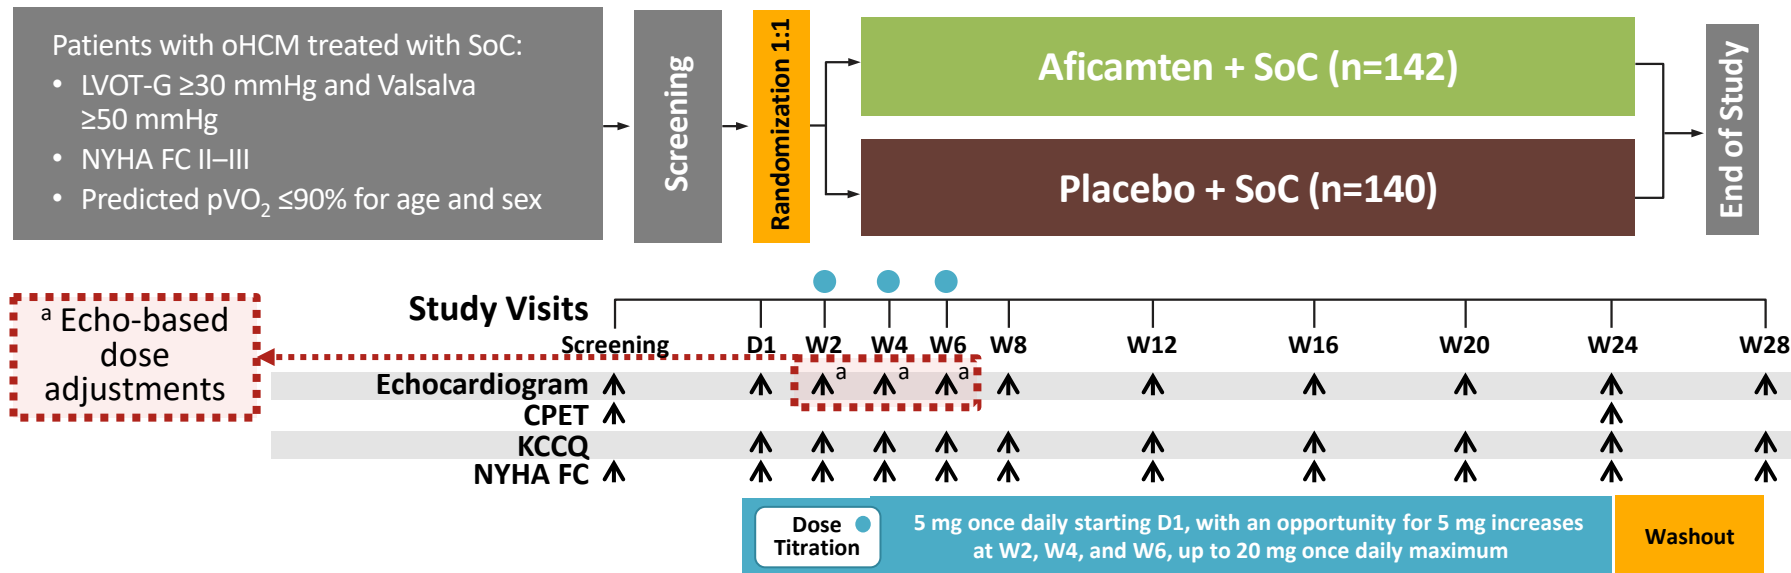 Patients with oHCM treated with SoC:
• LVOT-G ≥30 mmHg and Valsalva
≥50 mmHg
• NYHA FC II–III
• Predicted pVO₂ ≤90% for age and sex
Screening
Randomization 1:1
Aficamten + SoC (n=142)
Placebo + SoC (n=140)
End of Study
ᵃ Echo-based
dose
adjustments
Study Visits
Screening D1 W2 W4 W6 W8 W12 W16 W20 W24 W28
Echocardiogram a a a
CPET
KCCQ
NYHA FC
Dose
Titration
5 mg once daily starting D1, with an opportunity for 5 mg increases
at W2, W4, and W6, up to 20 mg once daily maximum
Washout